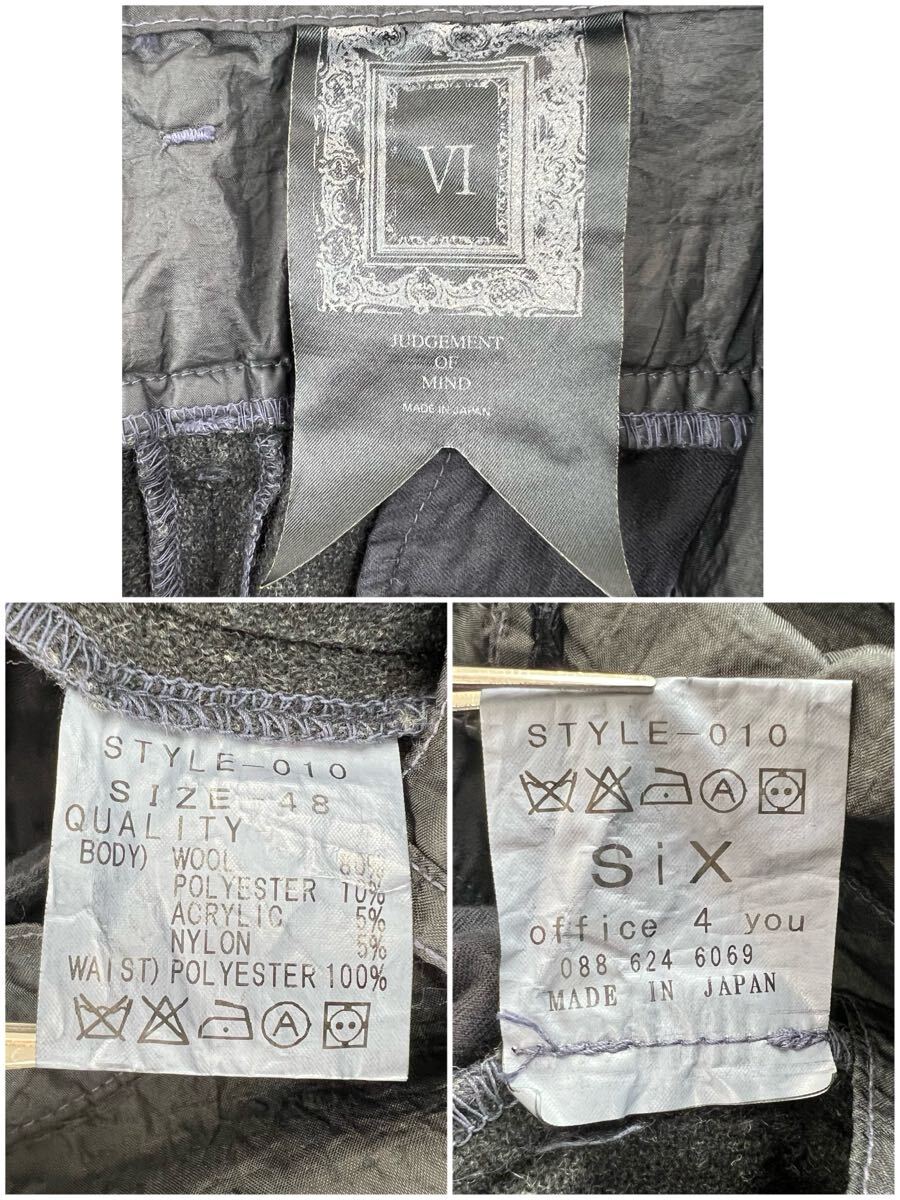 VI
JUDGEMENT
OF
MIND
MADE IN JAPAN
STYLE-010
SIZE-48
QUALITY
BODY) WOOL 80%
POLYESTER 10%
ACRYLIC 5%
NYLON 5%
WAIST) POLYESTER 100%
A
STYLE-010
A
SiX
office 4 you
088 624 6069
MADE IN JAPAN